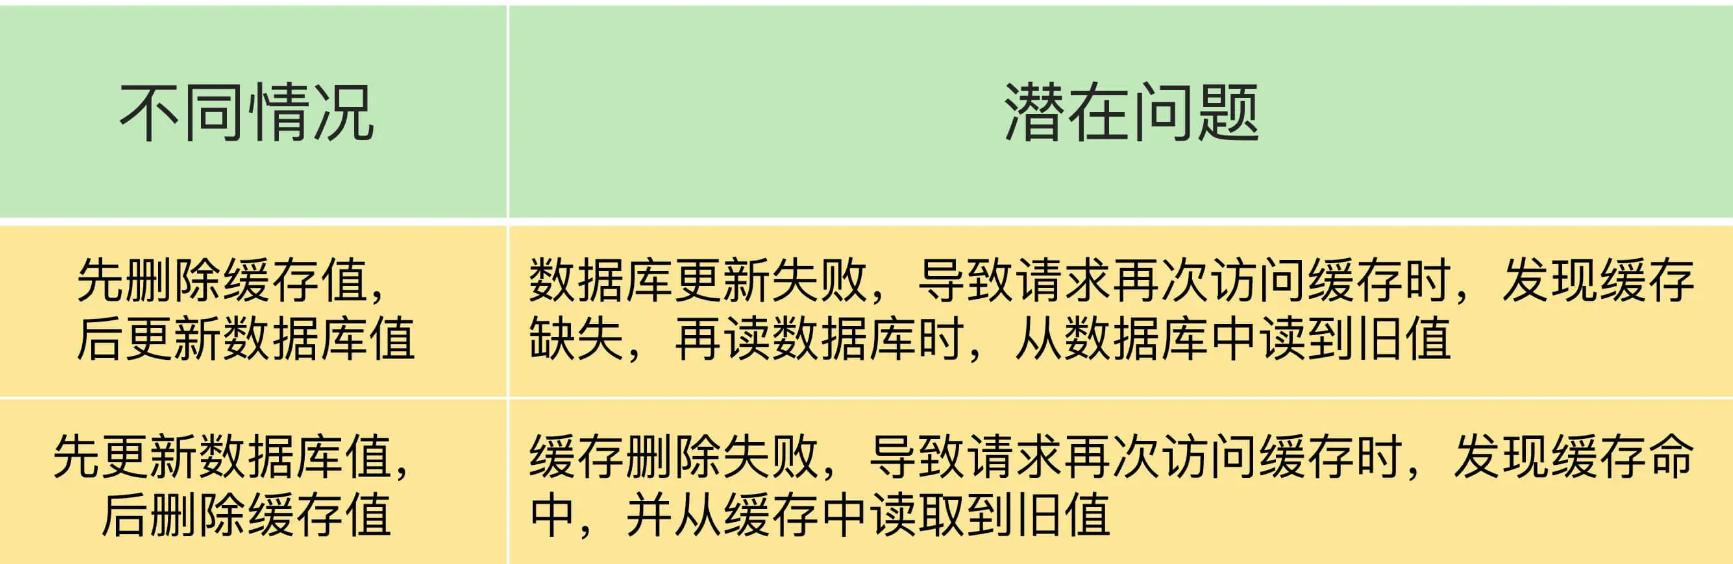 不同情况
潜在问题
先删除缓存值，
后更新数据库值
数据库更新失败，导致请求再次访问缓存时，发现缓存
缺失，再读数据库时，从数据库中读到旧值
先更新数据库值，
后删除缓存值
缓存删除失败，导致请求再次访问缓存时，发现缓存命
中，并从缓存中读取到旧值